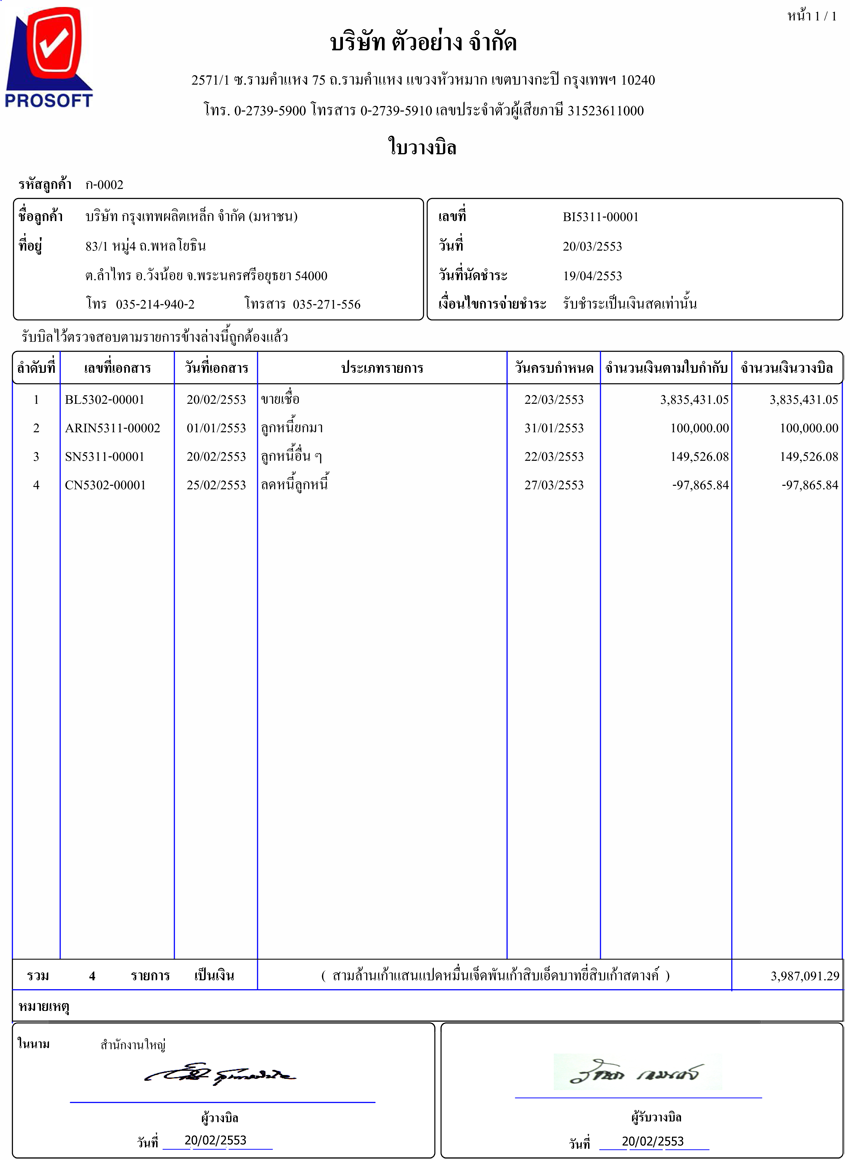 หน้า 1 / 1
PROSOFT
บริษัท ตัวอย่าง จำกัด
2571/1 ซ.รามคำแหง 75 ถ.รามคำแหง แขวงหัวหมาก เขตบางกะปิ กรุงเทพฯ 10240
โทร. 0-2739-5900 โทรสาร 0-2739-5910 เลขประจำตัวผู้เสียภาษี 31523611000
ใบวางบิล
รหัสลูกค้า ก-0002
ชื่อลูกค้า บริษัท กรุงเทพผลิตเหล็ก จำกัด (มหาชน)
ที่อยู่ 83/1 หมู่4 ถ.พหลโยธิน
ต.ลำไทร อ.วังน้อย จ.พระนครศรีอยุธยา 54000
โทร 035-214-940-2 โทรสาร 035-271-556
เลขที่ BI5311-00001
วันที่ 20/03/2553
วันที่นัดชำระ 19/04/2553
เงื่อนไขการจ่ายชำระ รับชำระเป็นเงินสดเท่านั้น
รับบิลไว้ตรวจสอบตามรายการข้างล่างนี้ถูกต้องแล้ว
ลำดับที่ เลขที่เอกสาร วันที่เอกสาร ประเภทรายการ วันครบกำหนด จำนวนเงินตามใบกำกับ จำนวนเงินวางบิล
1 BL5302-00001 20/02/2553 ขายเชื่อ 22/03/2553 3,835,431.05 3,835,431.05
2 ARIN5311-00002 01/01/2553 ลูกหนี้ยกมา 31/01/2553 100,000.00 100,000.00
3 SN5311-00001 20/02/2553 ลูกหนี้อื่น ๆ 22/03/2553 149,526.08 149,526.08
4 CN5302-00001 25/02/2553 ลดหนี้ลูกหนี้ 27/03/2553 -97,865.84 -97,865.84
รวม 4 รายการ เป็นเงิน ( สามล้านเก้าแสนแปดหมื่นเจ็ดพันเก้าสิบเอ็ดบาทยี่สิบเก้าสตางค์ ) 3,987,091.29
หมายเหตุ
ในนาม สำนักงานใหญ่
ผู้วางบิล
วันที่ 20/02/2553
ผู้รับวางบิล
วันที่ 20/02/2553